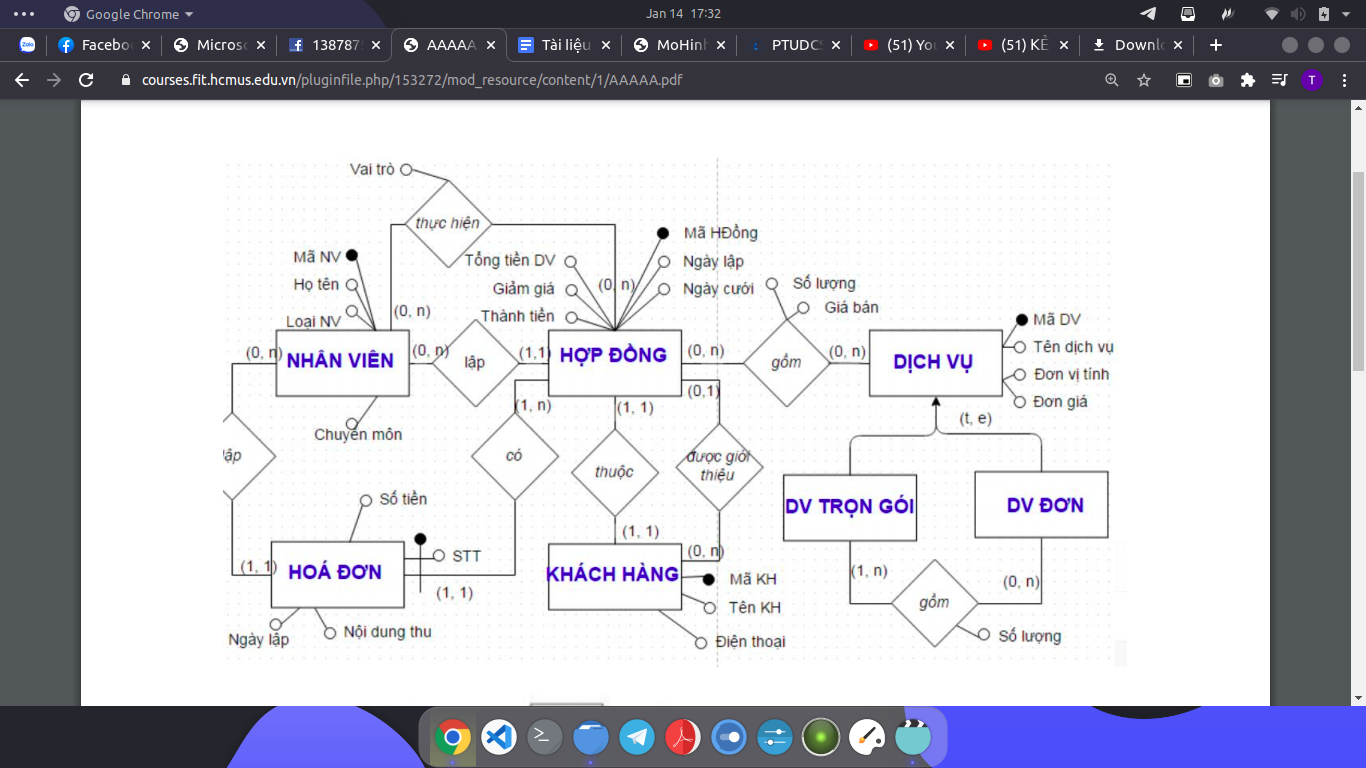 Google Chrome
Jan 14 17:32
Zalo
Facebo
Micros
13878
AAAAA
Tài liệu
MoHinh
PTUDCS
(51) You
(51) KẺ
Downlo
courses.fit.hcmus.edu.vn/pluginfile.php/153272/mod_resource/content/1/AAAAA.pdf
T
Vai trò
thực hiện
Mã NV
Họ tên
Loại NV
Tổng tiền DV
Giảm giá
Thành tiền
(0, n)
Mã HĐồng
Ngày lập
Ngày cưới
Số lượng
Giá bán
(0, n)
(0, n)
NHÂN VIÊN
(0, n)
lập
(1,1)
HỢP ĐỒNG
(0, n)
gồm
(0, n)
DỊCH VỤ
Mã DV
Tên dịch vụ
Đơn vị tính
Đơn giá
Chuyên môn
(1, n)
(1, 1)
(0,1)
(t, e)
lập
có
thuộc
được giới
thiệu
DV TRỌN GÓI
DV ĐƠN
Số tiền
STT
(1, 1)
HOÁ ĐƠN
(1, 1)
(1, 1)
(0, n)
KHÁCH HÀNG
Mã KH
Tên KH
Điện thoại
(1, n)
gồm
(0, n)
Số lượng
Ngày lập
Nội dung thu